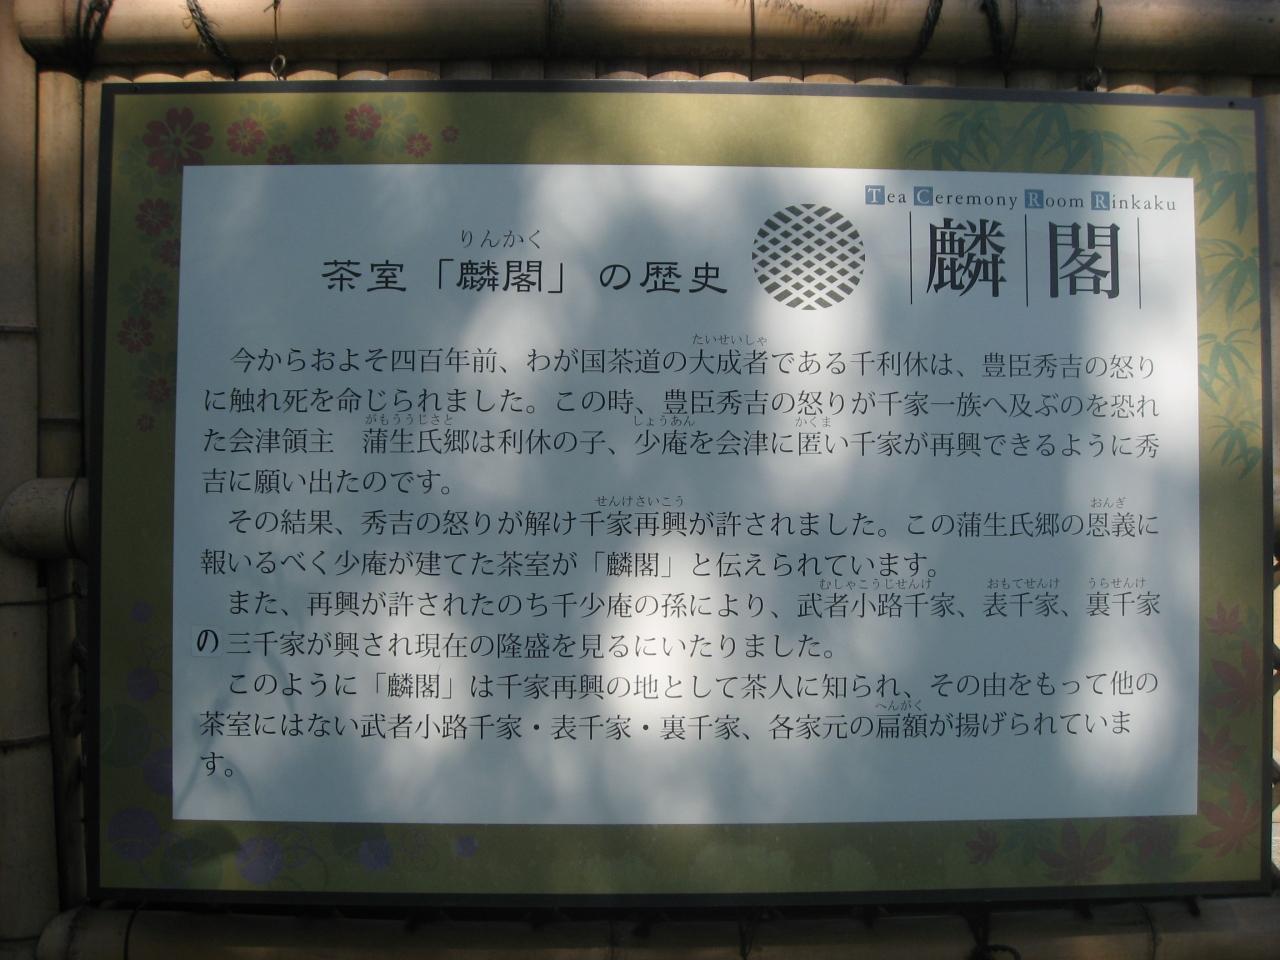 Tea Ceremony Room Rinkaku
麟閣
りんかく
茶室「麟閣」の歴史
たいせいしゃ
今からおよそ四百年前、わが国茶道の大成者である千利休は、豊臣秀吉の怒り
に触れ死を命じられました。この時、豊臣秀吉の怒りが千家一族へ及ぶのを恐れ
がもううじさと しょうあん かくま
た会津領主　蒲生氏郷は利休の子、少庵を会津に匿い千家が再興できるように秀
吉に願い出たのです。
せんけさいこう おんぎ
その結果、秀吉の怒りが解け千家再興が許されました。この蒲生氏郷の恩義に
報いるべく少庵が建てた茶室が「麟閣」と伝えられています。
むしゃこうじせんけ おもてせんけ うらせんけ
また、再興が許されたのち千少庵の孫により、武者小路千家、表千家、裏千家
の三千家が興され現在の隆盛を見るにいたりました。
このように「麟閣」は千家再興の地として茶人に知られ、その由をもって他の
へんがく
茶室にはない武者小路千家・表千家・裏千家、各家元の扁額が揚げられていま
す。